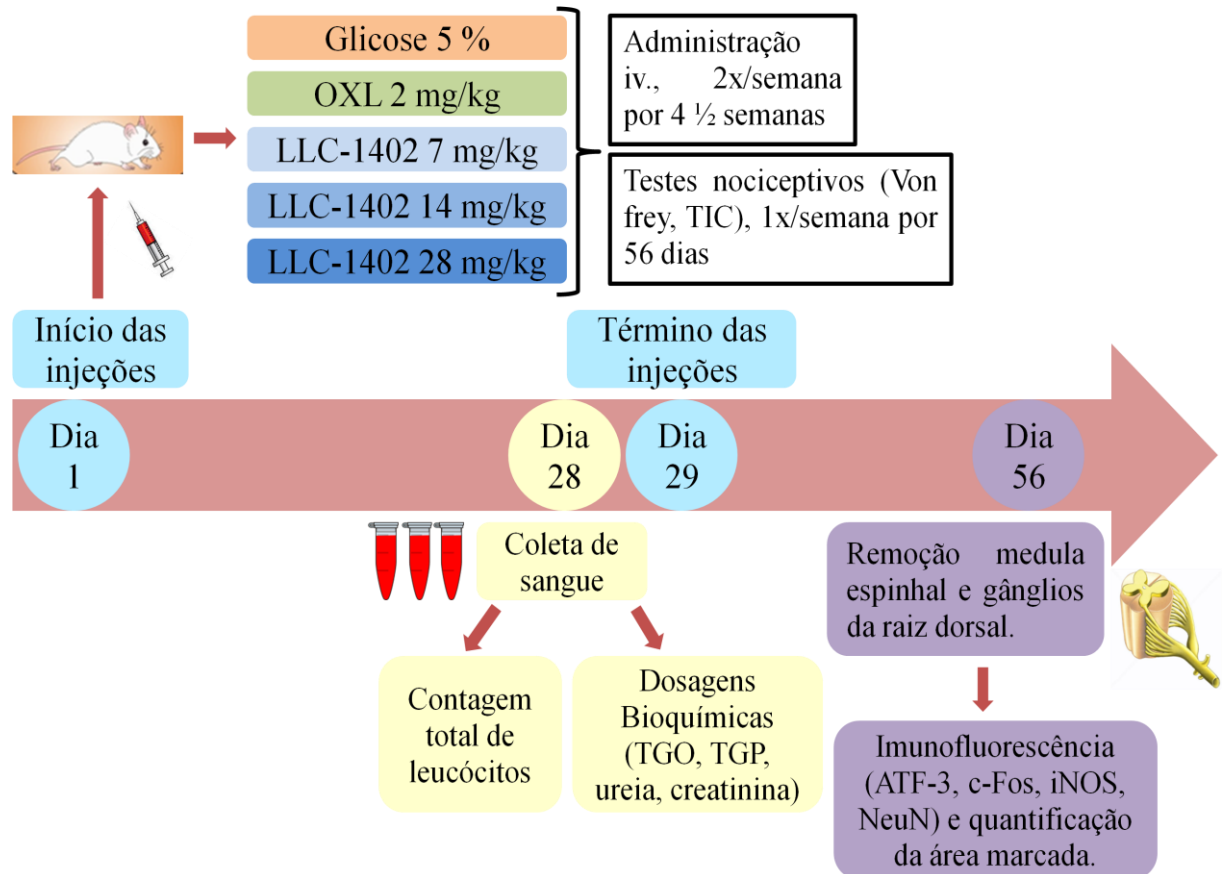 Glicose 5 %
OXL 2 mg/kg
LLC-1402 7 mg/kg
LLC-1402 14 mg/kg
LLC-1402 28 mg/kg
Administração
iv., 2x/semana
por 4 ½ semanas
Testes nociceptivos (Von
frey, TIC), 1x/semana por
56 dias
Início das
injeções
Término das
injeções
Dia
1
Dia
28
Dia
29
Dia
56
Coleta de
sangue
Contagem
total de
leucócitos
Dosagens
Bioquímicas
(TGO, TGP,
ureia, creatinina)
Remoção medula
espinhal e gânglios
da raiz dorsal.
Imunofluorescência
(ATF-3, c-Fos, iNOS,
NeuN) e quantificação
da área marcada.